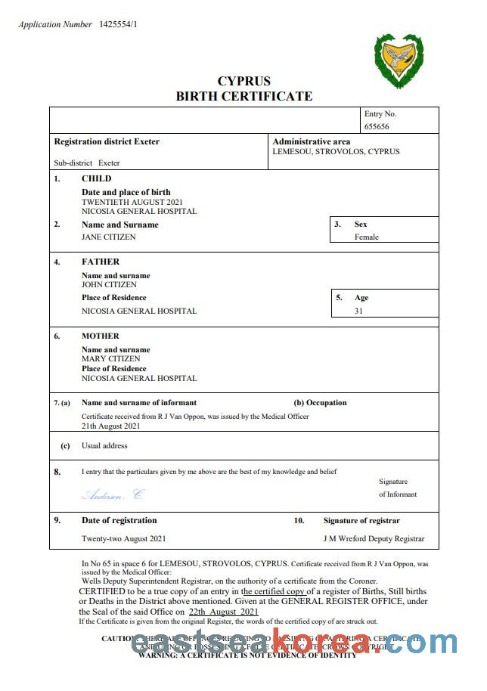 Application Number 1425554/1
CYPRUS
BIRTH CERTIFICATE
Entry No.
655656
Registration district Exeter
Administrative area
LEMESOU, STROVOLOS, CYPRUS
Sub-district Exeter
1. CHILD
Date and place of birth
TWENTIETH AUGUST 2021
NICOSIA GENERAL HOSPITAL
2. Name and Surname
3. Sex
JANE CITIZEN
Female
4. FATHER
Name and surname
JOHN CITIZEN
Place of Residence
5. Age
NICOSIA GENERAL HOSPITAL
31
6. MOTHER
Name and surname
MARY CITIZEN
Place of Residence
NICOSIA GENERAL HOSPITAL
7. (a) Name and surname of informant
(b) Occupation
Certificate received from R J Van Oppon, was issued by the Medical Officer
21th August 2021
(c) Usual address
8. I entry that the particulars given by me above are the best of my knowledge and belief
Signature
of Informant
Anderson . C
9. Date of registration
10. Signature of registrar
Twenty-two August 2021
J M Wreford Deputy Registrar
In No 65 in space 6 for LEMESOU, STROVOLOS, CYPRUS. Certificate received from R J Van Oppon, was
issued by the Medical Officer:
Wells Deputy Superintendent Registrar, on the authority of a certificate from the Coroner.
CERTIFIED to be a true copy of an entry in the certified copy of a register of Births, Still births
or Deaths in the District above mentioned. Given at the GENERAL REGISTER OFFICE, under
the Seal of the said Office on 22th August 2021
If the Certificate is given from the original Register, the words of the certified copy of are struck out.
CAUTION: THERE ARE OFFENCES RELATING TO A CERTIFICATE
eastseakorea.com
WARNING: A CERTIFICATE IS NOT EVIDENCE OF IDENTITY